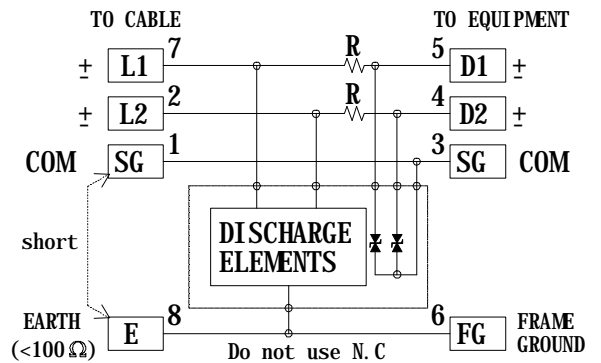 TO CABLE
TO EQUIPMENT
7
R
5
± L1
D1 ±
2
R
4
± L2
D2 ±
1
3
COM SG
SG COM
short
DISCHARGE
ELEMENTS
EARTH
(<100Ω)
E
8
6
FG
FRAME
GROUND
Do not use N.C